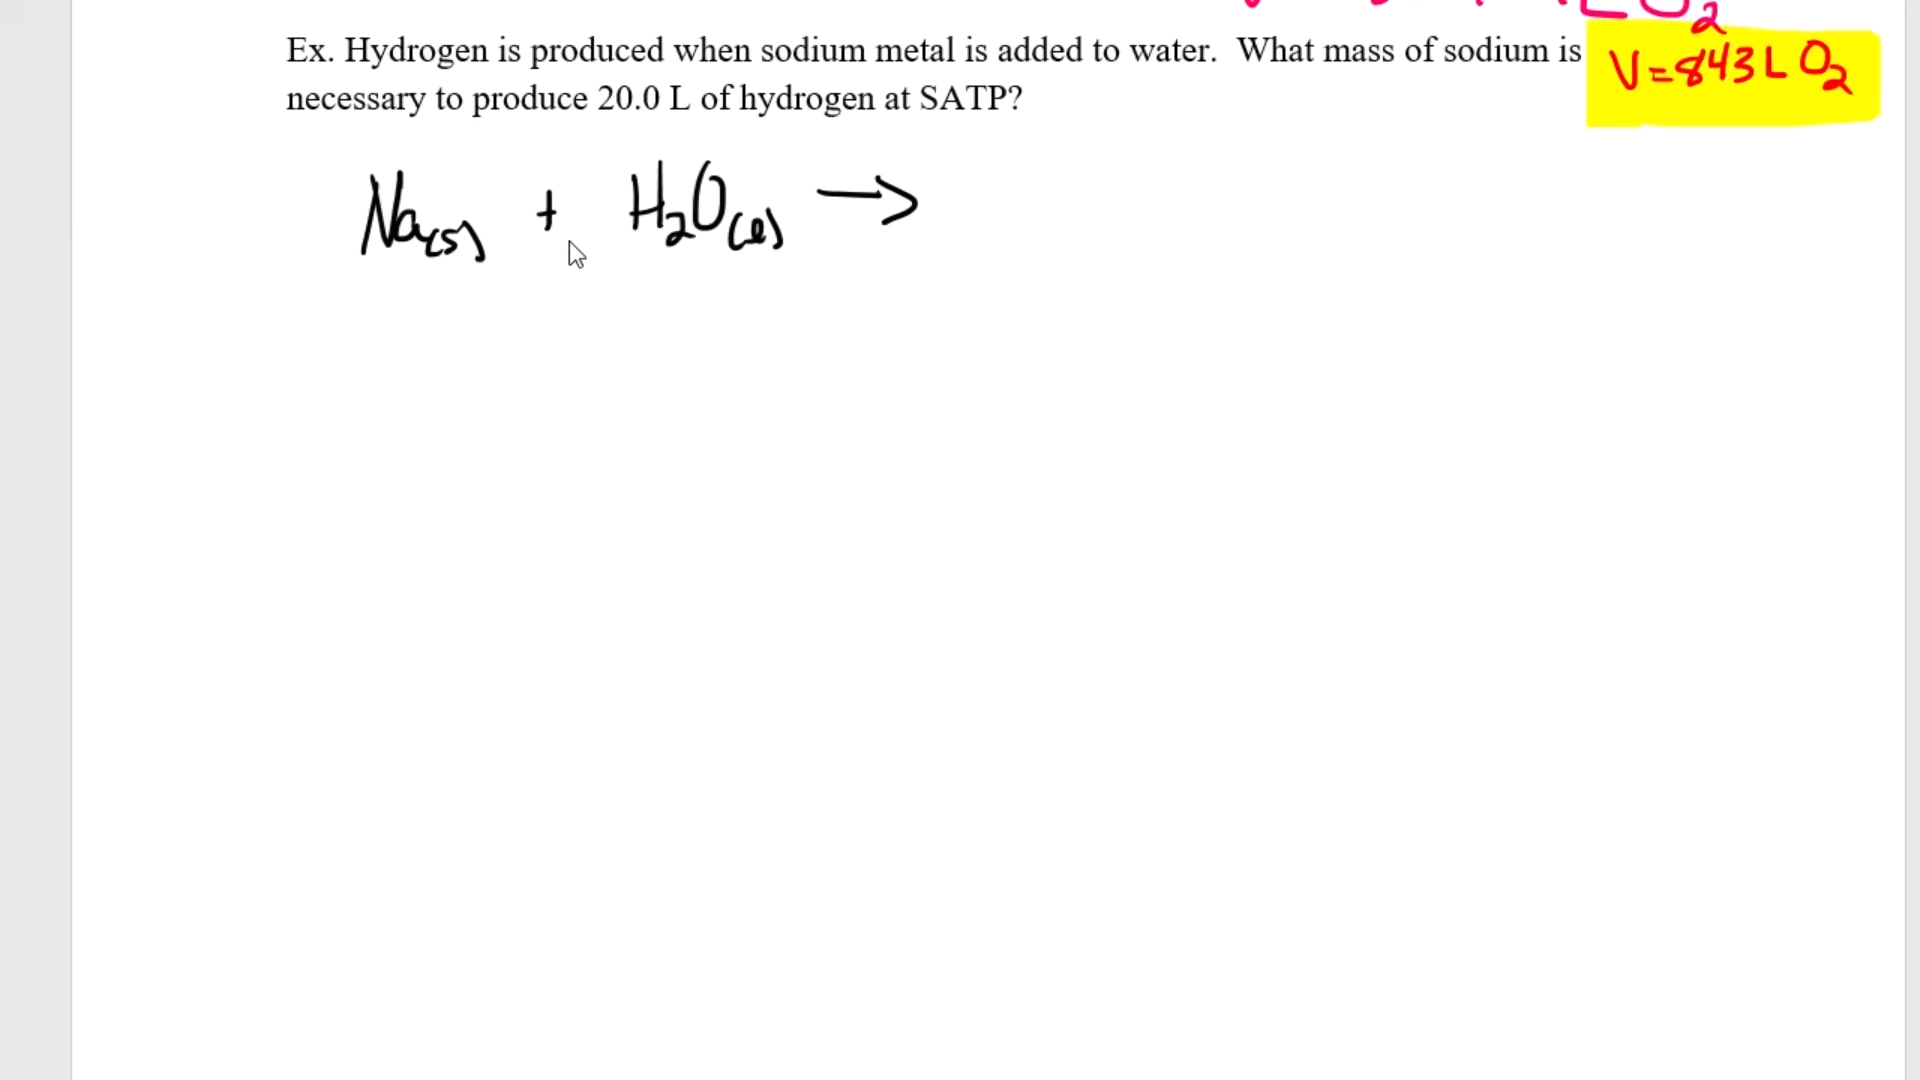 Ex. Hydrogen is produced when sodium metal is added to water. What mass of sodium is
necessary to produce 20.0 L of hydrogen at SATP?
V=843 L O₂
Na(s) + H₂O(l) →